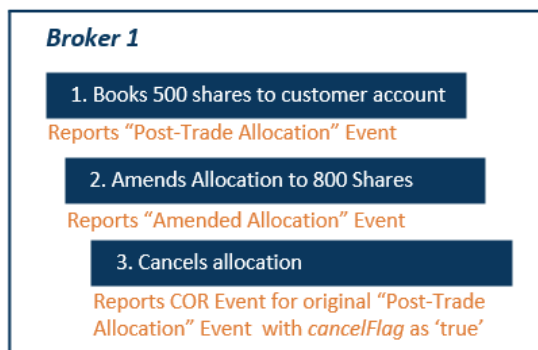 Broker 1
1. Books 500 shares to customer account
Reports “Post-Trade Allocation” Event
2. Amends Allocation to 800 Shares
Reports “Amended Allocation” Event
3. Cancels allocation
Reports COR Event for original “Post-Trade
Allocation” Event with cancelFlag as ‘true’